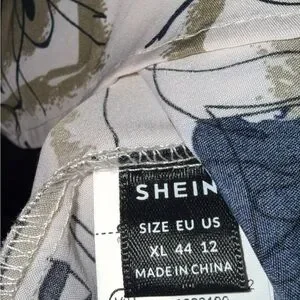 SHEIN
SIZE EU US
XL 44 12
MADE IN CHINA